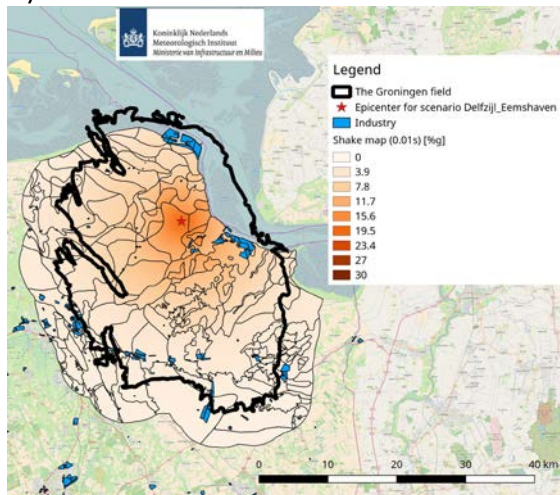 Koninklijk Nederlands
Meteorologisch Instituut
Ministerie van Infrastructuur en Milieu
Legend
The Groningen field
Epicenter for scenario Delfzijl_Eemshaven
Industry
Shake map (0.01s) [%g]
0
3.9
7.8
11.7
15.6
19.5
23.4
27
30
0 10 20 30 40 km